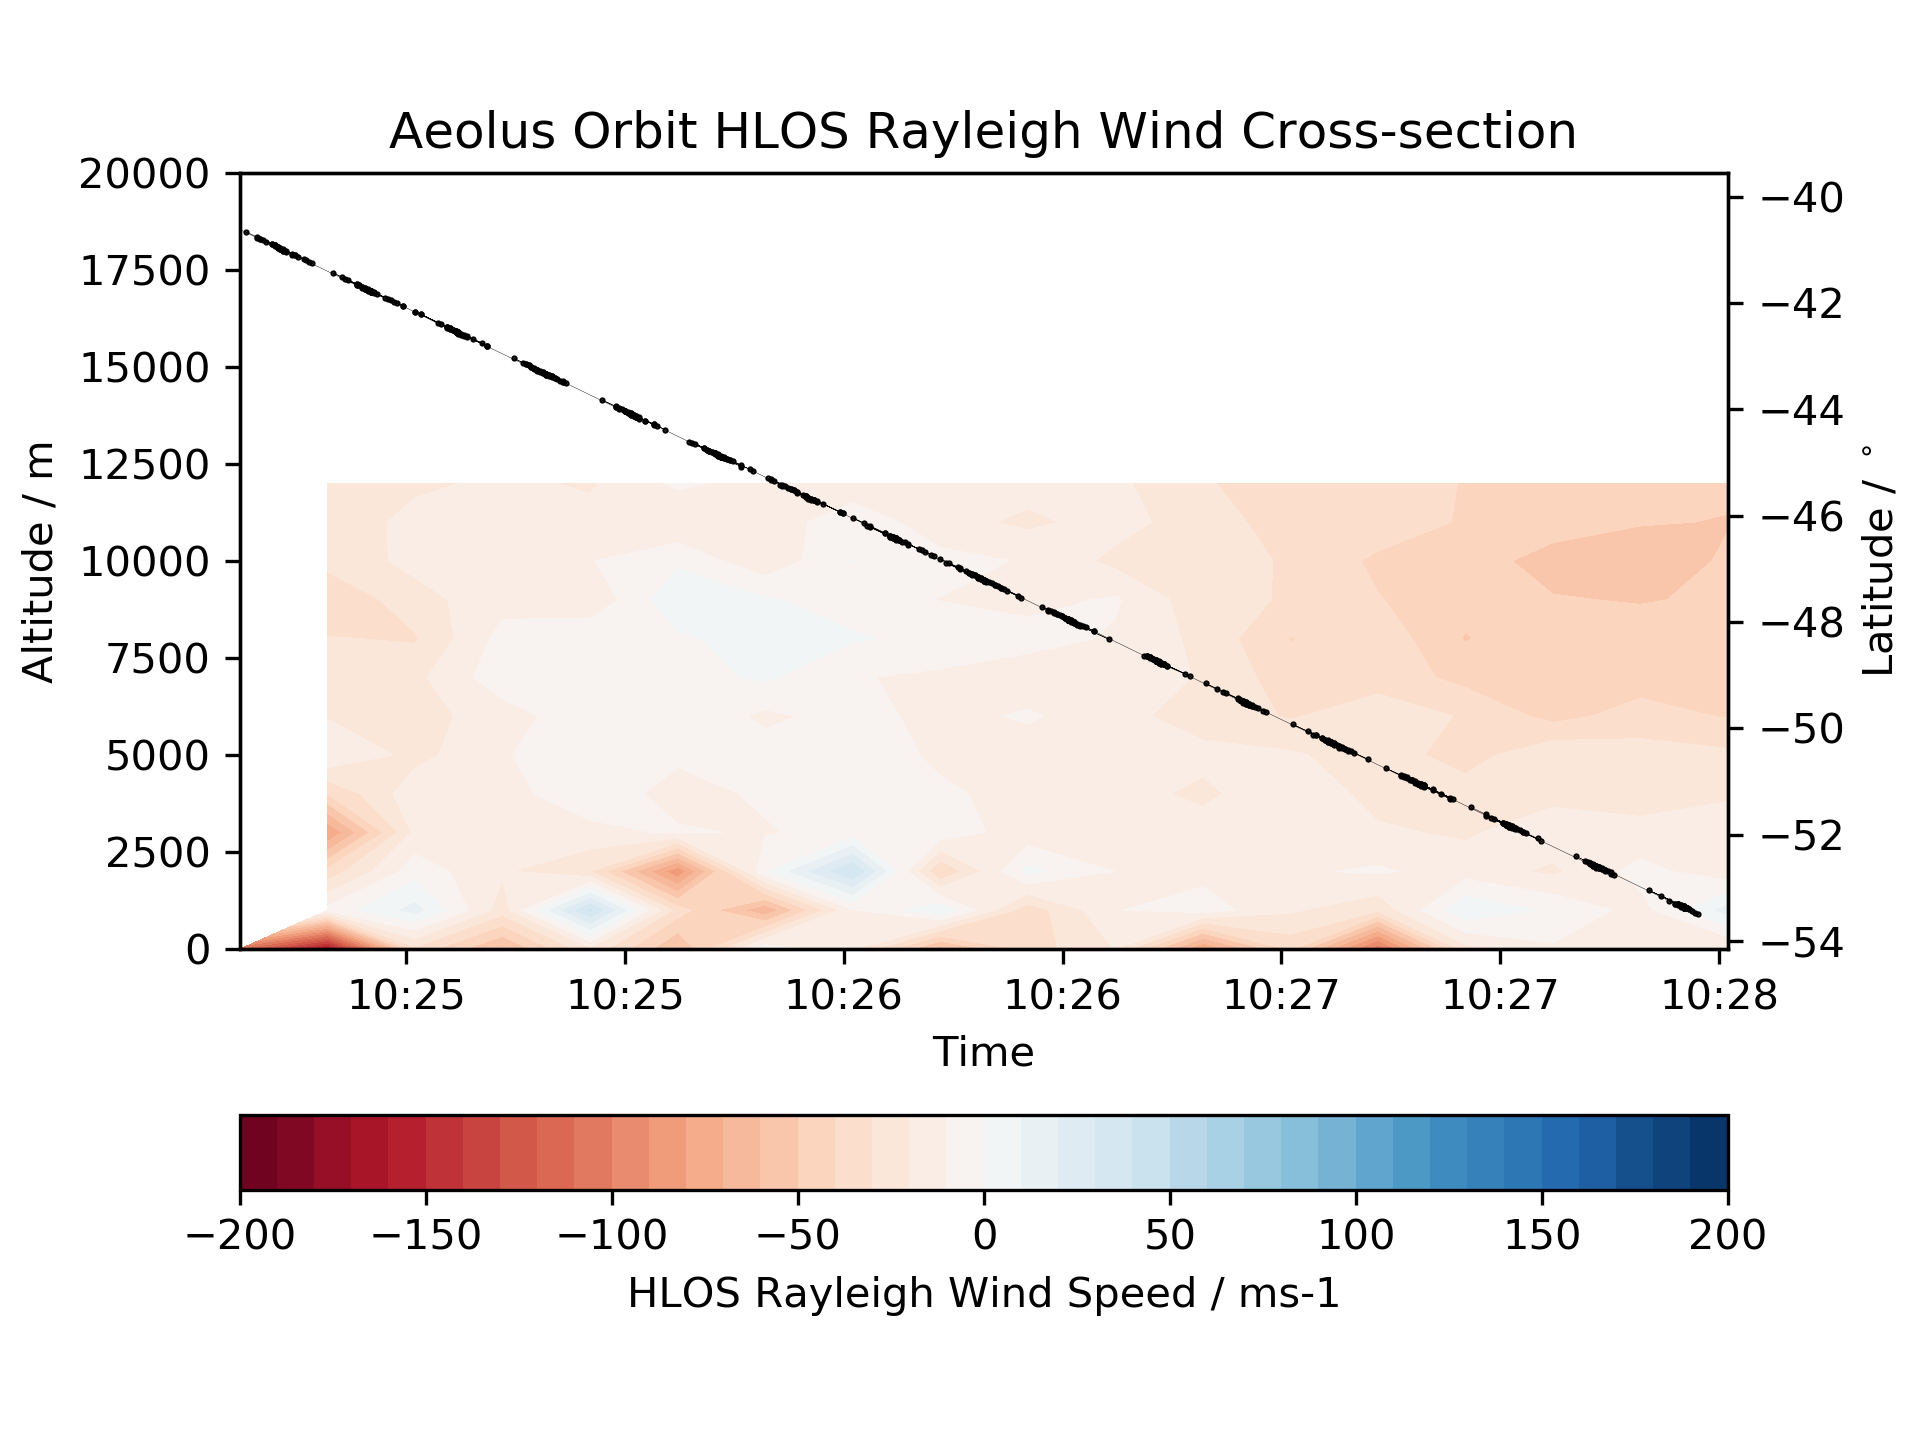 Aeolus Orbit HLOS Rayleigh Wind Cross-section
20000
17500
15000
12500
10000
7500
5000
2500
0
Altitude / m
−40
−42
−44
−46
−48
−50
−52
−54
Latitude / °
10:25 10:25 10:26 10:26 10:27 10:27 10:28
Time
−200 −150 −100 −50 0 50 100 150 200
HLOS Rayleigh Wind Speed / ms-1